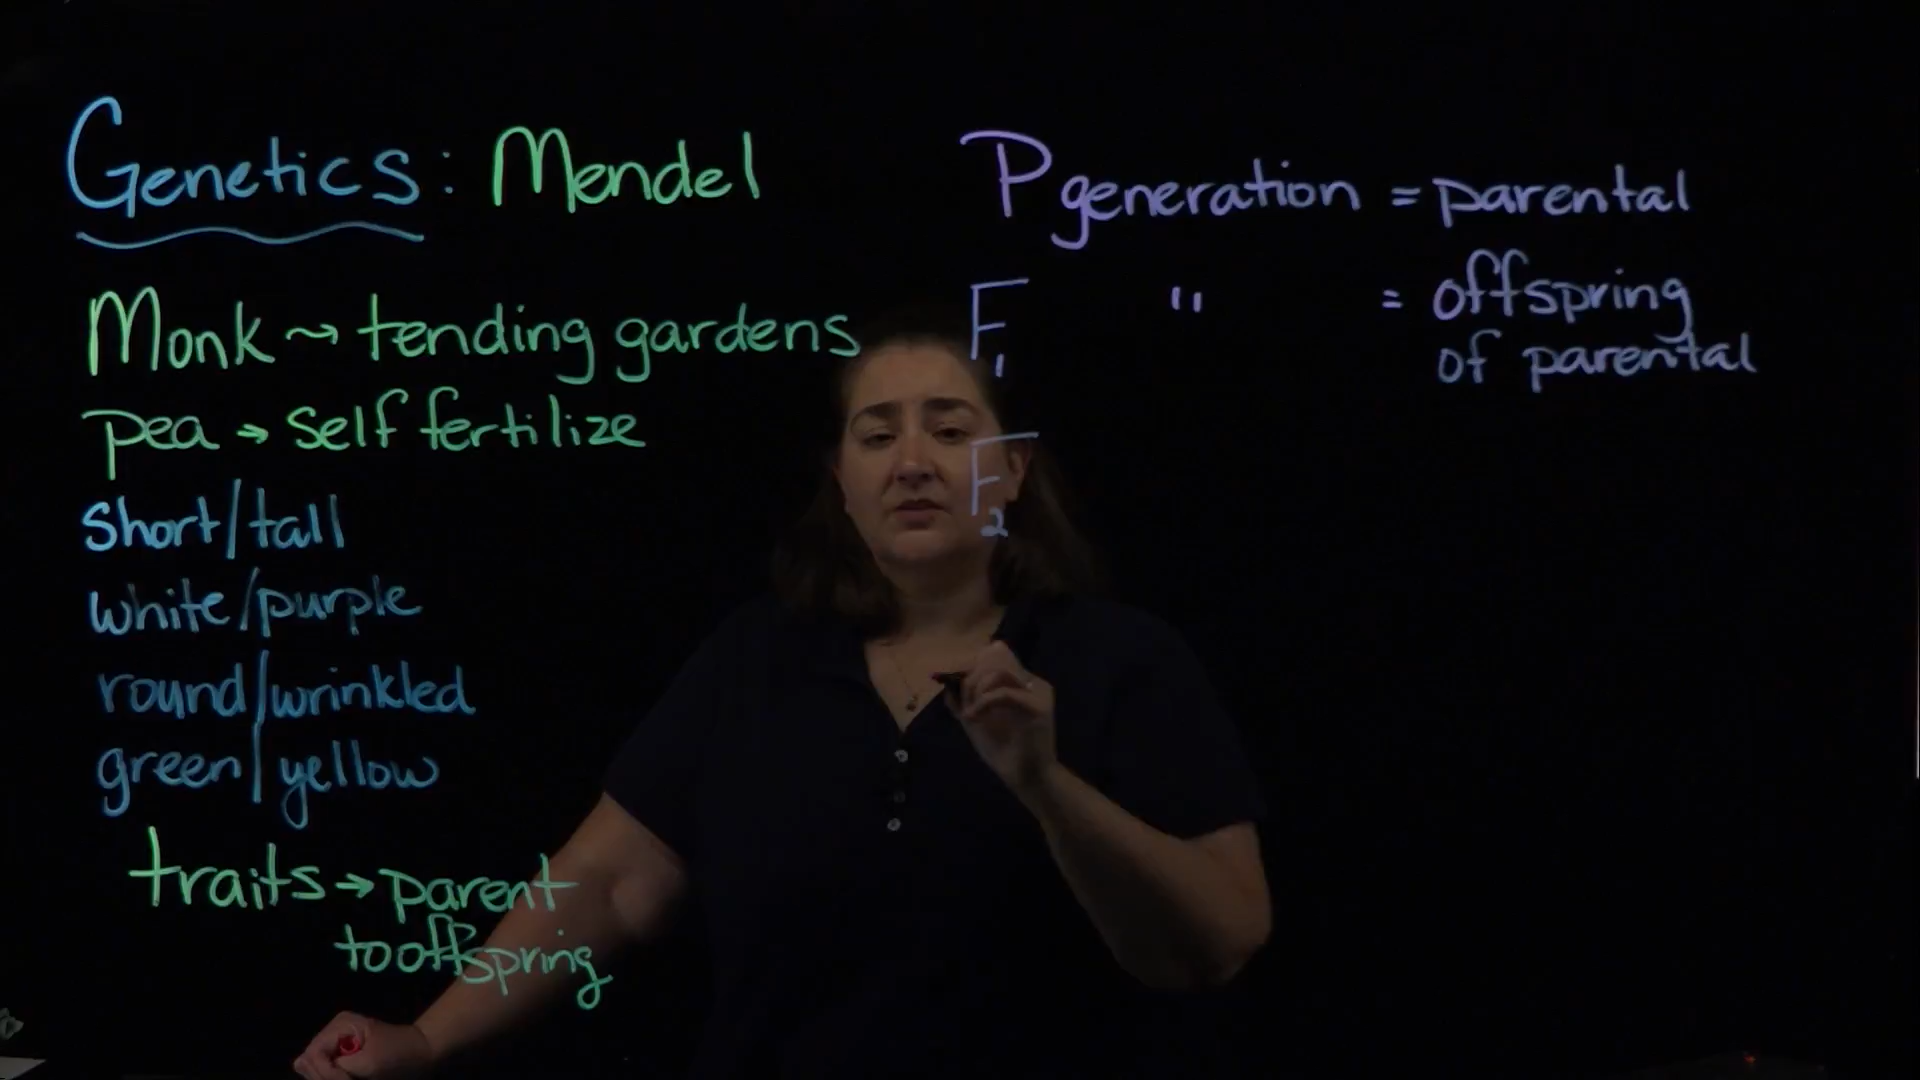 Genetics: Mendel
Monk → tending gardens
pea → self fertilize
short/tall
white/purple
round/wrinkled
green/yellow
traits → parent
to offspring
P generation = parental
F1 " = offspring
of parental
F2